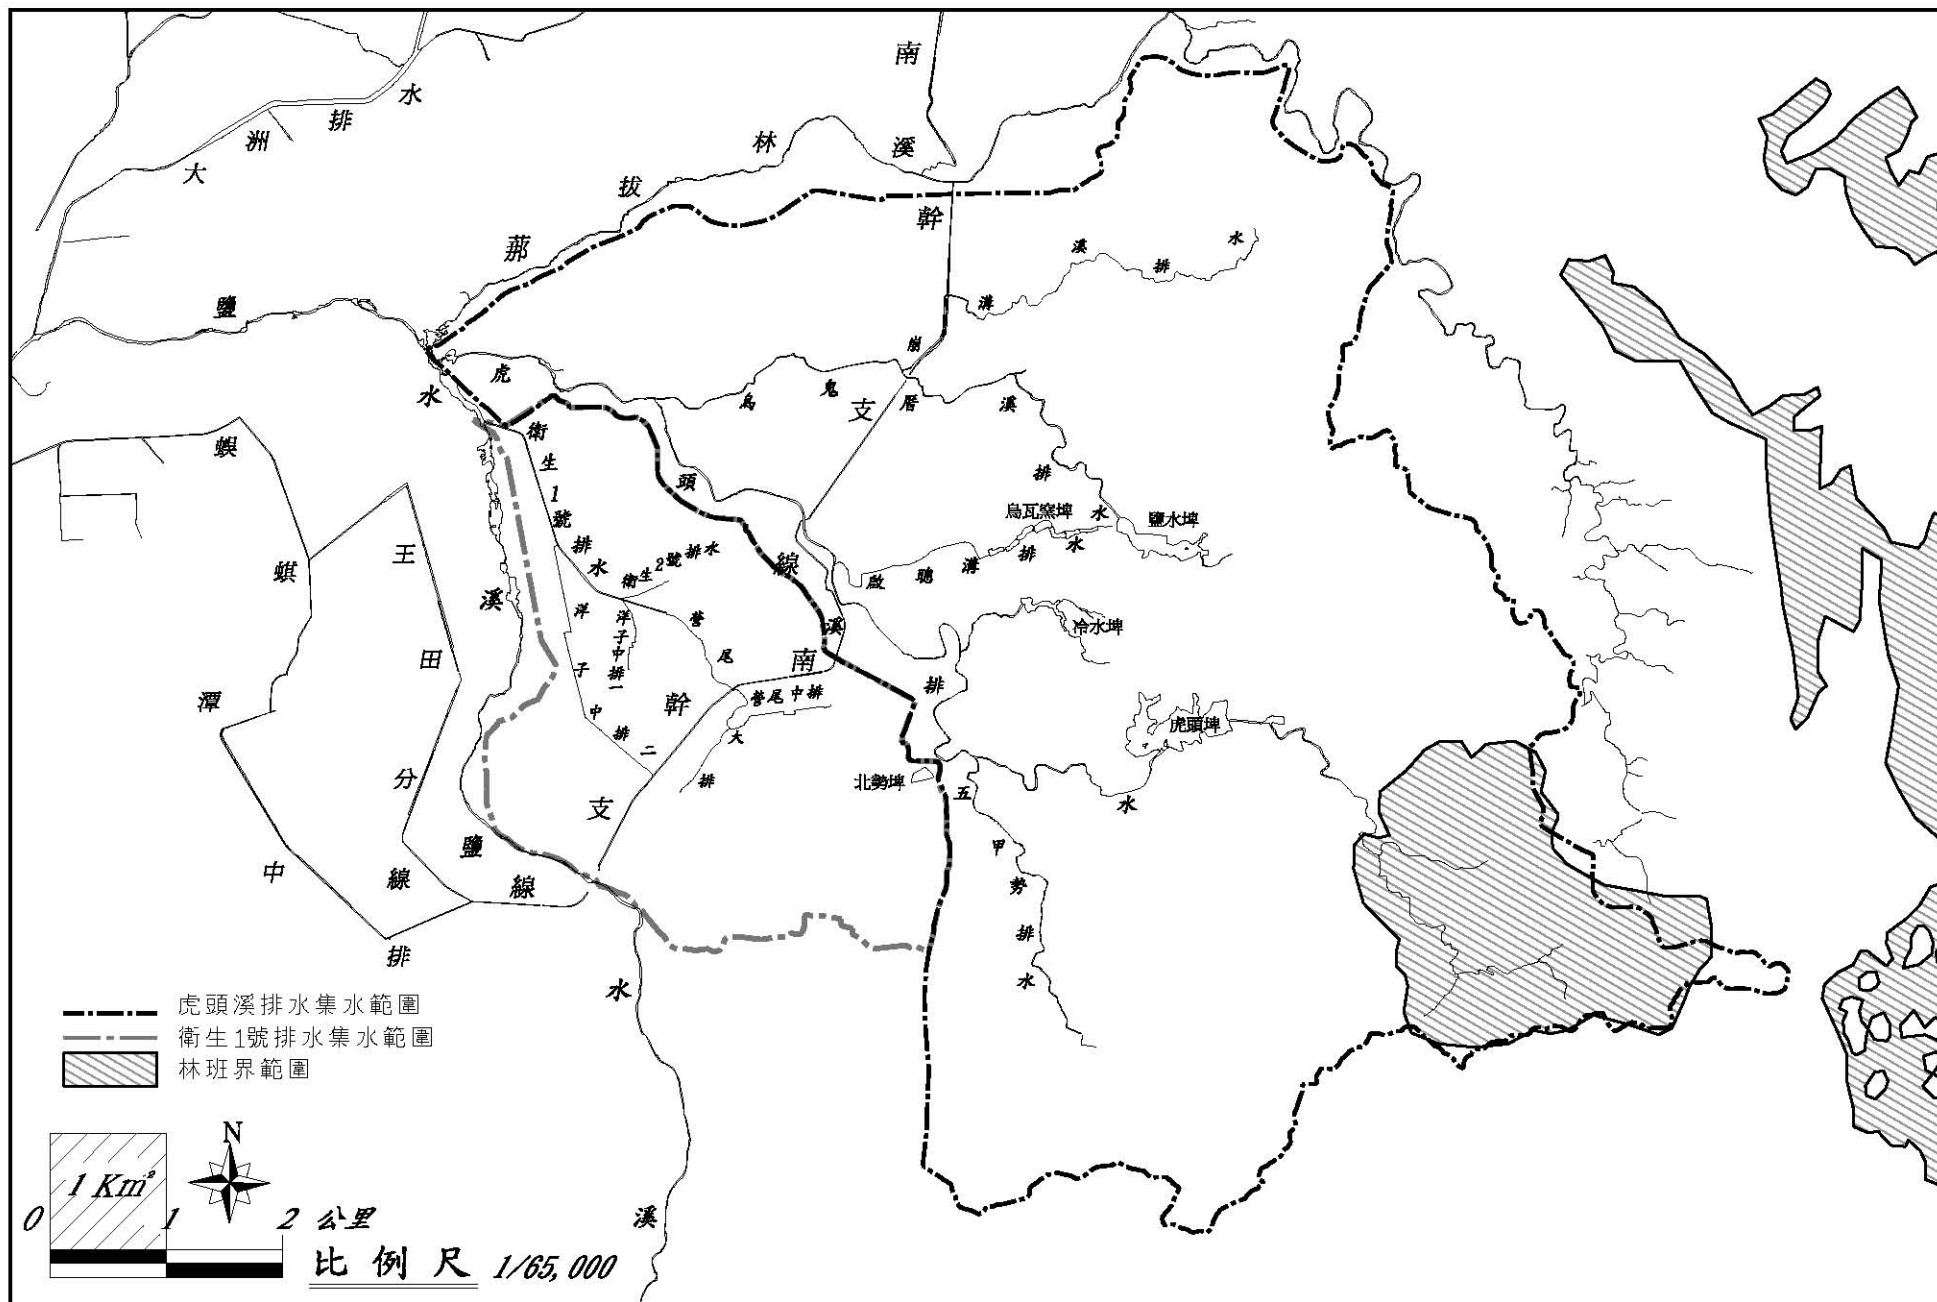 大洲排水
南幹支線
鹽水溪
那拔林溪
崩溝溪排水
虎頭溪排水
烏鬼厝溪排水
衛生1號排水
衛生2號排水
烏瓦窯埤
鹽水埤
啟聰溝排水
冷水埤
虎頭埤
北勢埤
五甲勢排水
洋子中排一
洋子中排二
營尾大排
營尾中排
南幹支線
王田分線
蜈蜞潭中排
鹽水溪
虎頭溪排水集水範圍
衛生1號排水集水範圍
林班界範圍
N
1 Km²
0 1 2 公里
比例尺 1/65,000